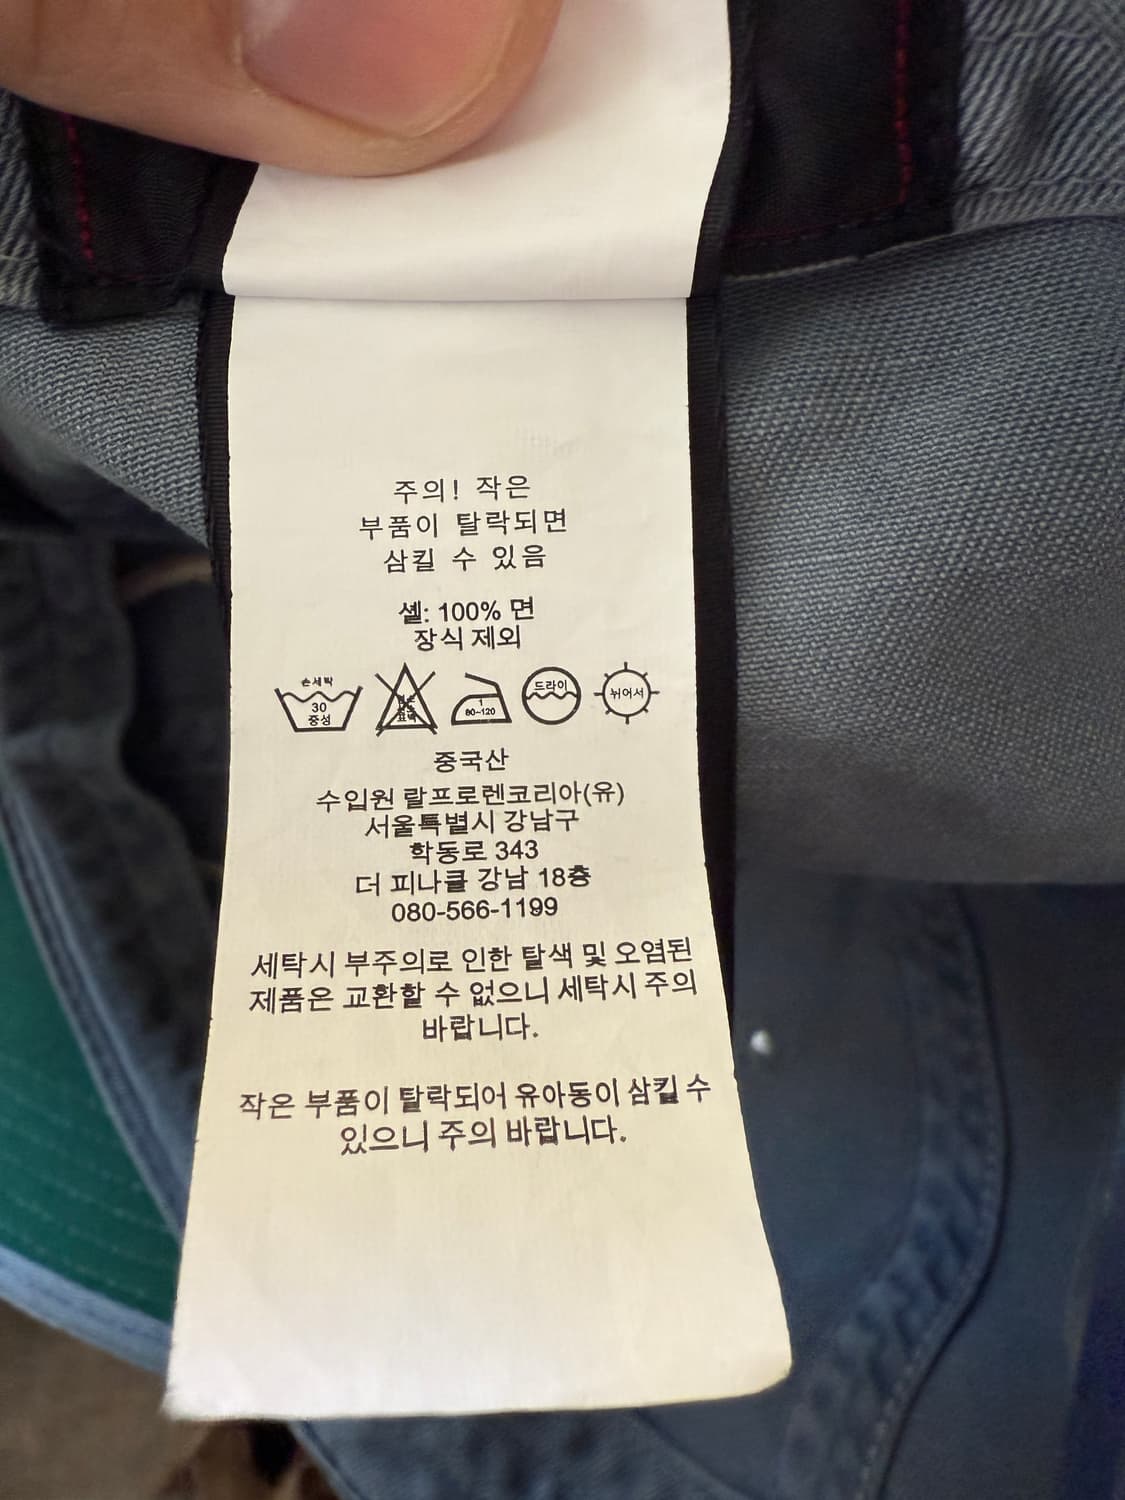 주의! 작은
부품이 탈락되면
삼킬 수 있음
셸: 100% 면
장식 제외
손세탁
30
중성
1
80~120
드라이
뉘어서
중국산
수입원 랄프로렌코리아(유)
서울특별시 강남구
학동로 343
더 피나클 강남 18층
080-566-1199
세탁시 부주의로 인한 탈색 및 오염된
제품은 교환할 수 없으니 세탁시 주의
바랍니다.
작은 부품이 탈락되어 유아동이 삼킬 수
있으니 주의 바랍니다.